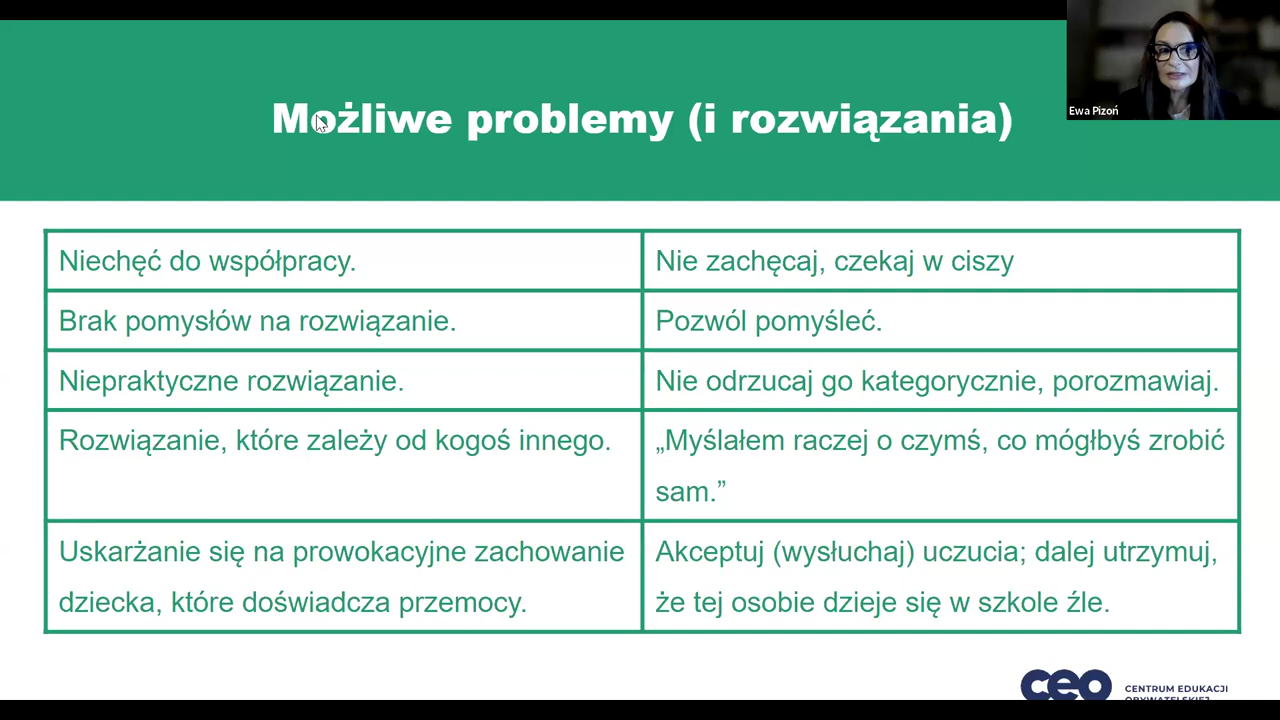 Możliwe problemy (i rozwiązania)
Ewa Pizoń
Niechęć do współpracy.
Nie zachęcaj, czekaj w ciszy
Brak pomysłów na rozwiązanie.
Pozwól pomyśleć.
Niepraktyczne rozwiązanie.
Nie odrzucaj go kategorycznie, porozmawiaj.
Rozwiązanie, które zależy od kogoś innego.
„Myślałem raczej o czymś, co mógłbyś zrobić
sam.”
Uskarżanie się na prowokacyjne zachowanie
dziecka, które doświadcza przemocy.
Akceptuj (wysłuchaj) uczucia; dalej utrzymuj,
że tej osobie dzieje się w szkole źle.
ceo
CENTRUM EDUKACJI
OBYWATELSKIEJ